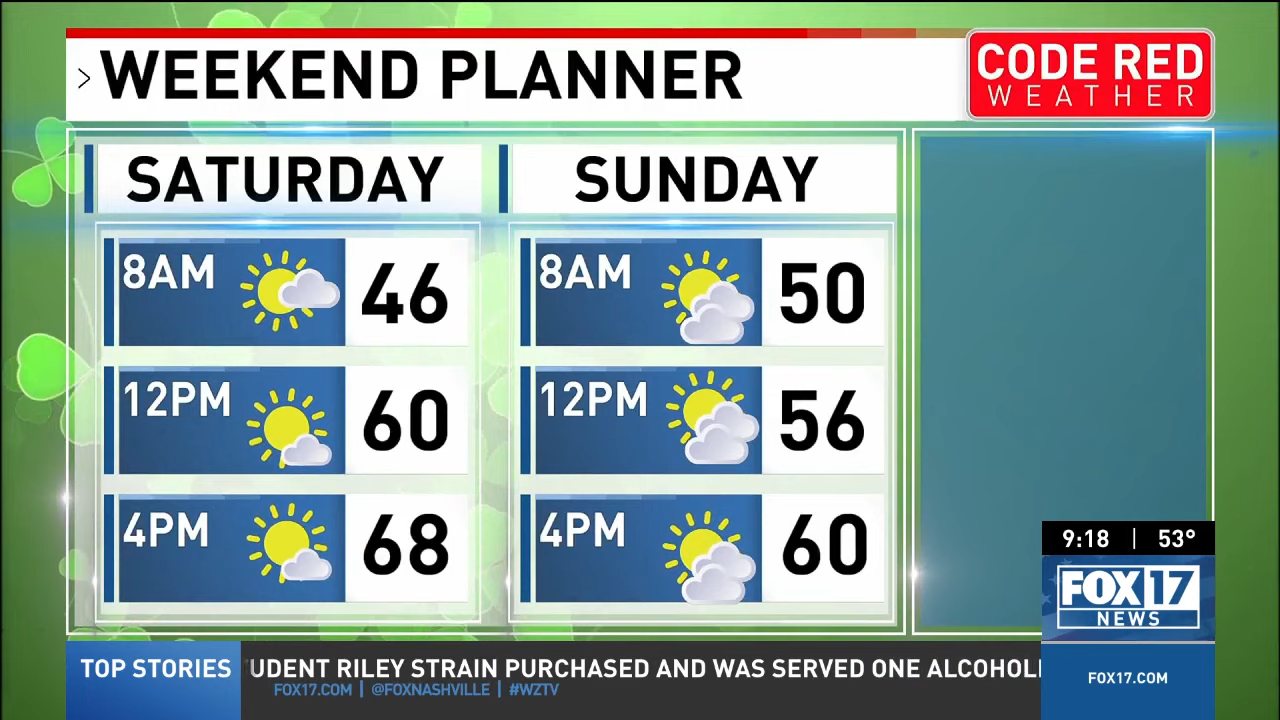 > WEEKEND PLANNER
CODE RED
WEATHER
SATURDAY
8AM 46
12PM 60
4PM 68
SUNDAY
8AM 50
12PM 56
4PM 60
9:18 | 53°
FOX 17
NEWS
FOX17.COM
TOP STORIES
UDENT RILEY STRAIN PURCHASED AND WAS SERVED ONE ALCOHOL
FOX17.COM | @FOXNASHVILLE | #WZTV